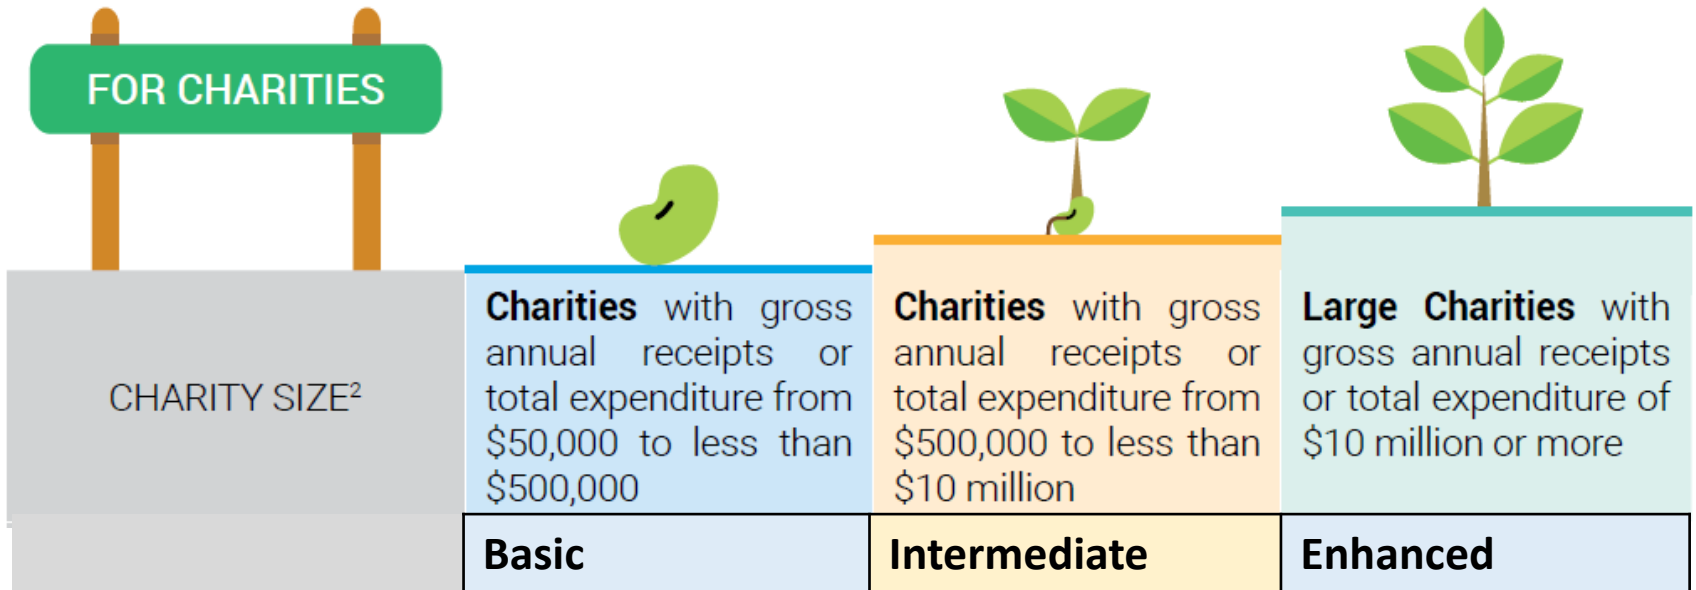 FOR CHARITIES
CHARITY SIZE²
Charities with gross
annual receipts or
total expenditure from
$50,000 to less than
$500,000
Charities with gross
annual receipts or
total expenditure from
$500,000 to less than
$10 million
Large Charities with
gross annual receipts
or total expenditure of
$10 million or more
Basic
Intermediate
Enhanced